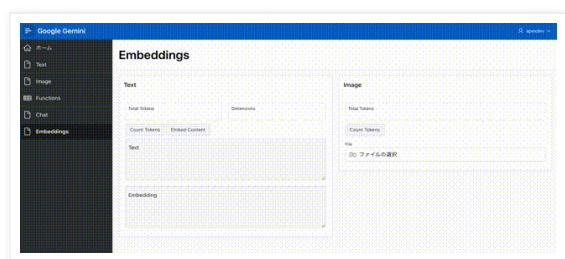 Google Gemini
apexdev
ホーム
Text
Image
Functions
Chat
Embeddings
Embeddings
Text
Total Tokens
Dimensions
Count Tokens
Embed Content
Text
Embedding
Image
Total Tokens
Count Tokens
File
ファイルの選択